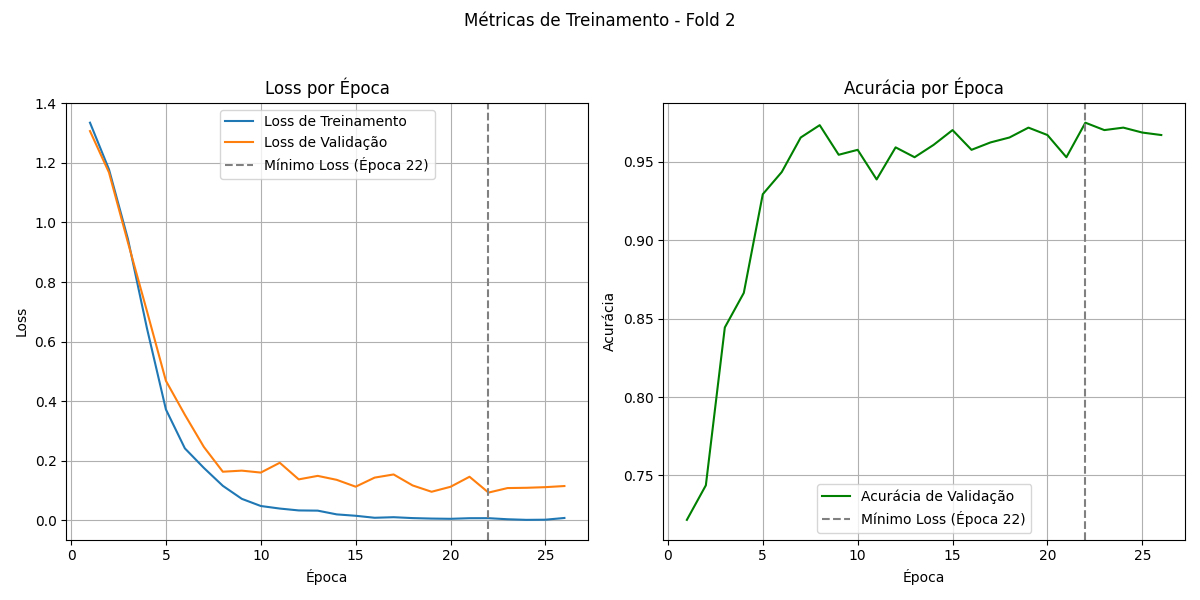 Métricas de Treinamento - Fold 2
Loss por Época
Loss
1.4
1.2
1.0
0.8
0.6
0.4
0.2
0.0
Loss de Treinamento
Loss de Validação
Mínimo Loss (Época 22)
0 5 10 15 20 25
Época
Acurácia por Época
Acurácia
0.95
0.90
0.85
0.80
0.75
Acurácia de Validação
Mínimo Loss (Época 22)
0 5 10 15 20 25
Época